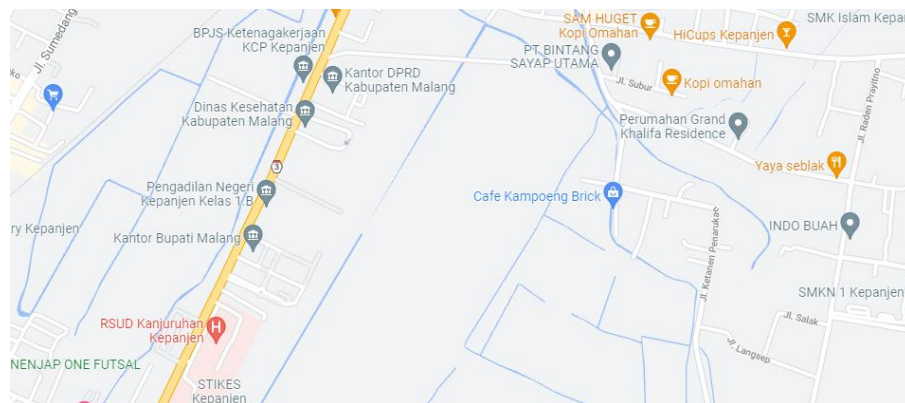 SAM HUGET
Kopi Omahan
SMK Islam Kepan
BPJS Ketenagakerjaan
KCP Kepanjen
HiCups Kepanjen
Jl. Sumedang
PT BINTANG
SAYAP UTAMA
Kantor DPRD
Kabupaten Malang
Jl. Subur
Kopi omahan
Dinas Kesehatan
Kabupaten Malang
Perumahan Grand
Khalifa Residence
Jl. Raden Prayitno
3
Yaya seblak
Pengadilan Negeri
Kepanjen Kelas 1 B
Cafe Kampoeng Brick
ry Kepanjen
Kantor Bupati Malang
INDO BUAH
Jl. Ketanen Penarukan
SMKN 1 Kepanjen
RSUD Kanjuruhan
Kepanjen
H
Jl. Salak
Jl. Langsep
NENJAP ONE FUTSAL
STIKES
Kepanjen